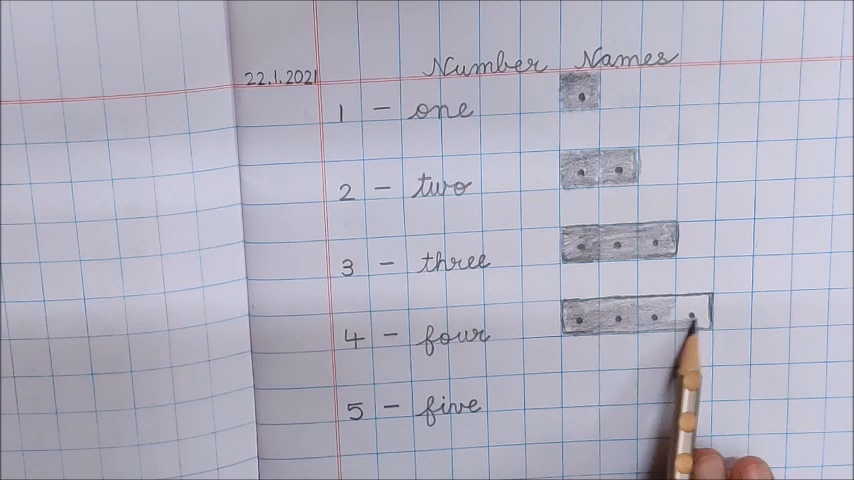 Number Names
22.1.2021
1 - one
2 - two
3 - three
4 - four
5 - five